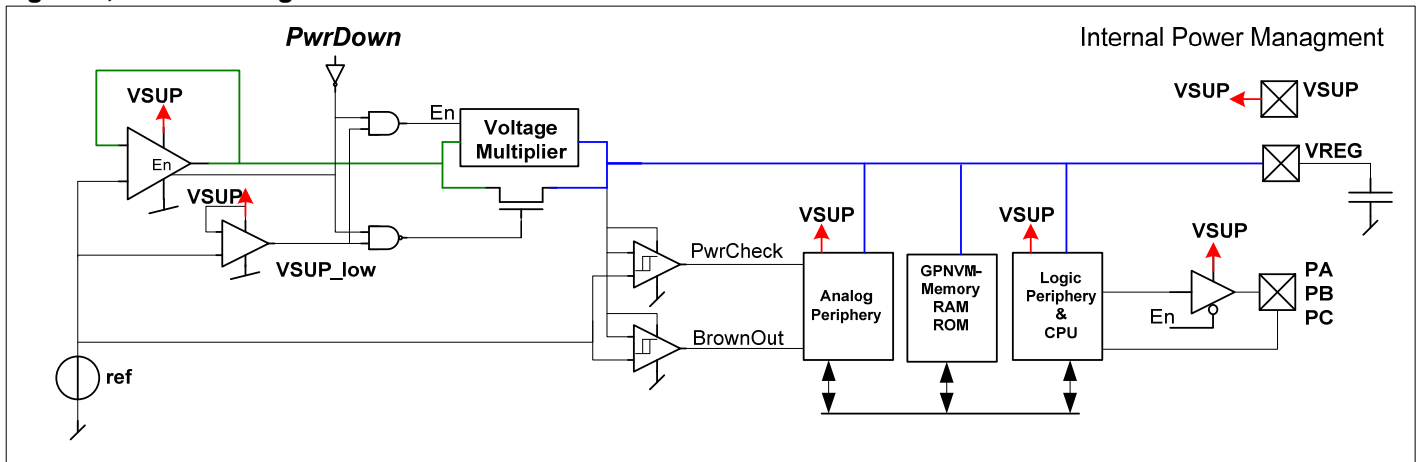 PwrDown
Internal Power Managment
VSUP
En
VSUP
VSUP_low
En
Voltage
Multiplier
VSUP
VSUP
VREG
PwrCheck
BrownOut
VSUP
Analog
Periphery
GPNVM-
Memory
RAM
ROM
VSUP
Logic
Periphery
&
CPU
VSUP
En
PA
PB
PC
ref